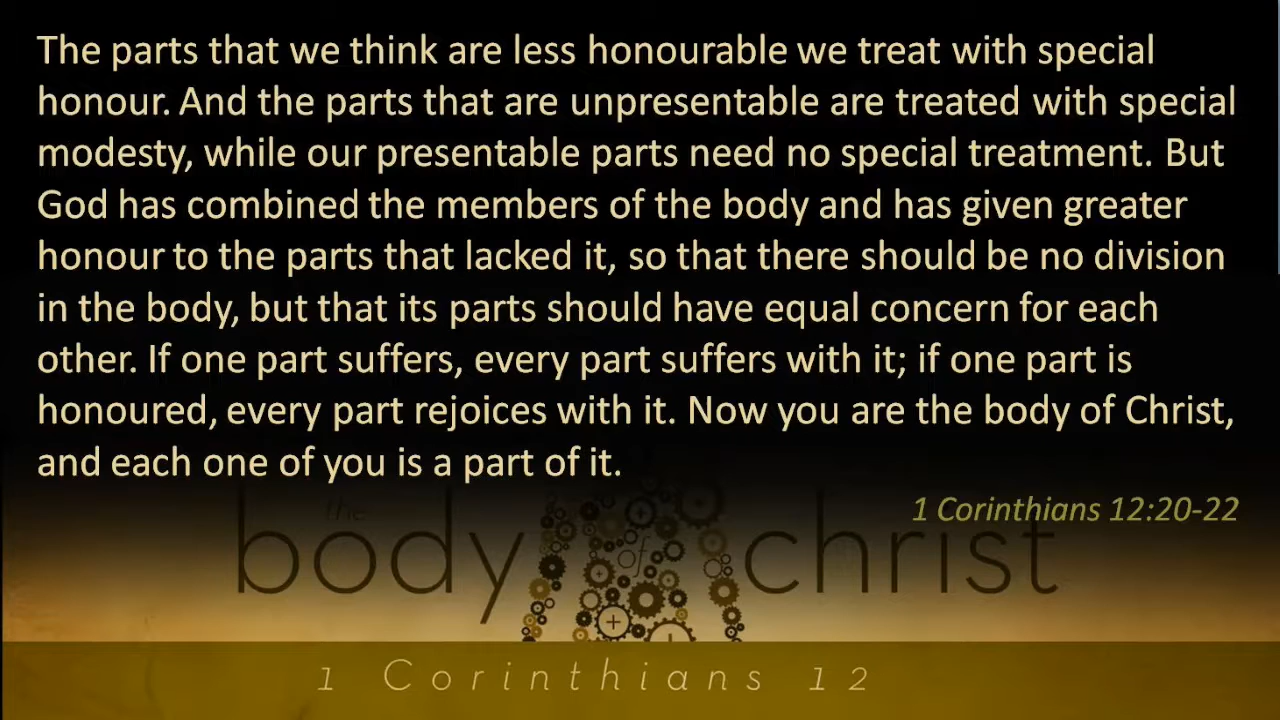 The parts that we think are less honourable we treat with special
honour. And the parts that are unpresentable are treated with special
modesty, while our presentable parts need no special treatment. But
God has combined the members of the body and has given greater
honour to the parts that lacked it, so that there should be no division
in the body, but that its parts should have equal concern for each
other. If one part suffers, every part suffers with it; if one part is
honoured, every part rejoices with it. Now you are the body of Christ,
and each one of you is a part of it.
1 Corinthians 12:20-22
the
body of christ
1 Corinthians 12